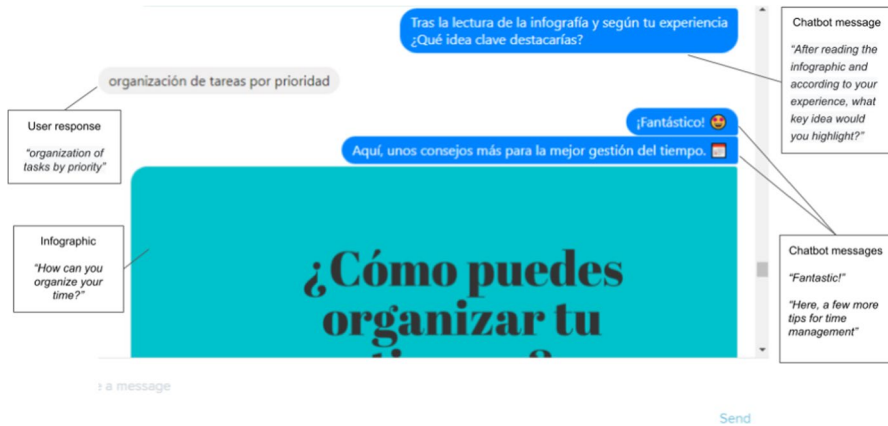 Tras la lectura de la infografía y según tu experiencia
¿Qué idea clave destacarías?
organización de tareas por prioridad
¡Fantástico!
Aquí, unos consejos más para la mejor gestión del tiempo.
¿Cómo puedes
organizar tu
a message
Send
User response
"organization of
tasks by priority"
Infographic
"How can you
organize your
time?"
Chatbot message
"After reading the
infographic and
according to your
experience, what
key idea would
you highlight?"
Chatbot messages
"Fantastic!"
"Here, a few more
tips for time
management"